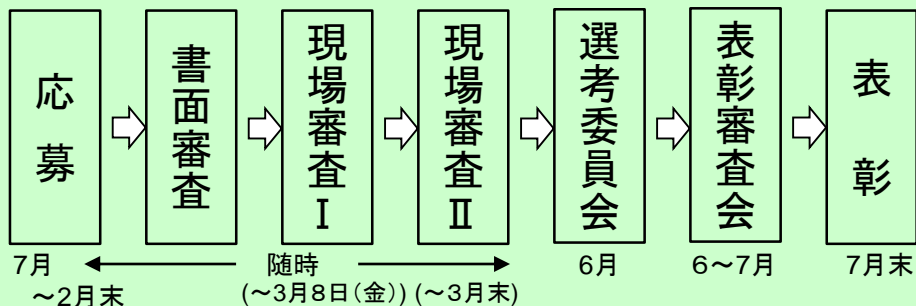 応募
書面審査
現場審査Ⅰ
現場審査Ⅱ
選考委員会
表彰審査会
表彰
7月
～2月末
随時
(～3月8日(金))
(～3月末)
6月
6～7月
7月末